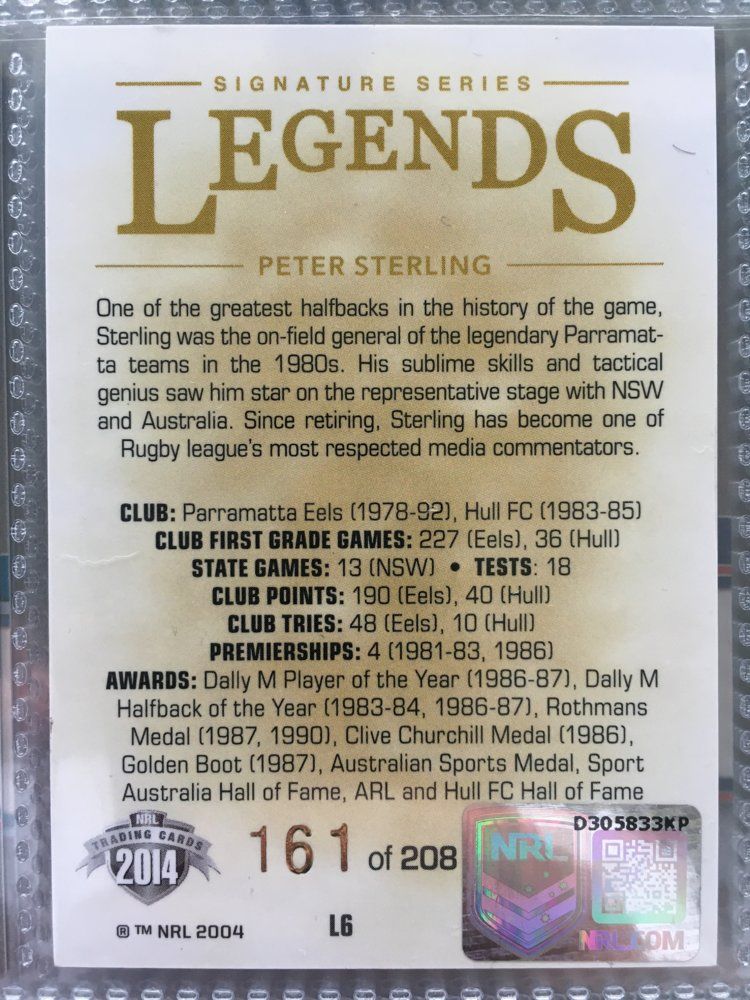 SIGNATURE SERIES
LEGENDS
PETER STERLING
One of the greatest halfbacks in the history of the game,
Sterling was the on-field general of the legendary Parramat-
ta teams in the 1980s. His sublime skills and tactical
genius saw him star on the representative stage with NSW
and Australia. Since retiring, Sterling has become one of
Rugby league's most respected media commentators.
CLUB: Parramatta Eels (1978-92), Hull FC (1983-85)
CLUB FIRST GRADE GAMES: 227 (Eels), 36 (Hull)
STATE GAMES: 13 (NSW) • TESTS: 18
CLUB POINTS: 190 (Eels), 40 (Hull)
CLUB TRIES: 48 (Eels), 10 (Hull)
PREMIERSHIPS: 4 (1981-83, 1986)
AWARDS: Dally M Player of the Year (1986-87), Dally M
Halfback of the Year (1983-84, 1986-87), Rothmans
Medal (1987, 1990), Clive Churchill Medal (1986),
Golden Boot (1987), Australian Sports Medal, Sport
Australia Hall of Fame, ARL and Hull FC Hall of Fame
NRL
TRADING CARDS
2014
161 of 208
D305833KP
NRL
NRL.COM
® ™ NRL 2004
L6